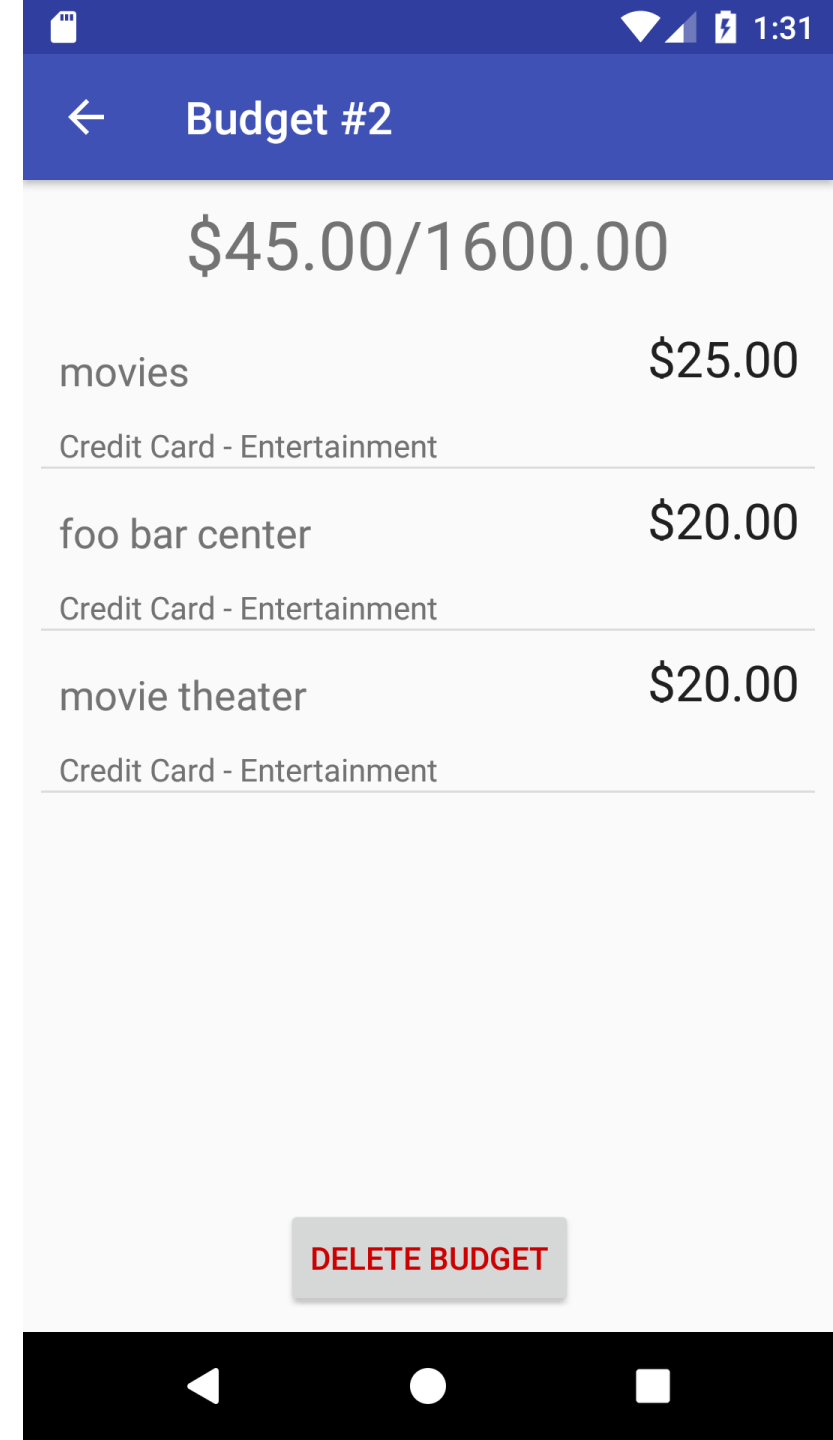 1:31
Budget #2
$45.00/1600.00
movies
$25.00
Credit Card - Entertainment
foo bar center
$20.00
Credit Card - Entertainment
movie theater
$20.00
Credit Card - Entertainment
DELETE BUDGET